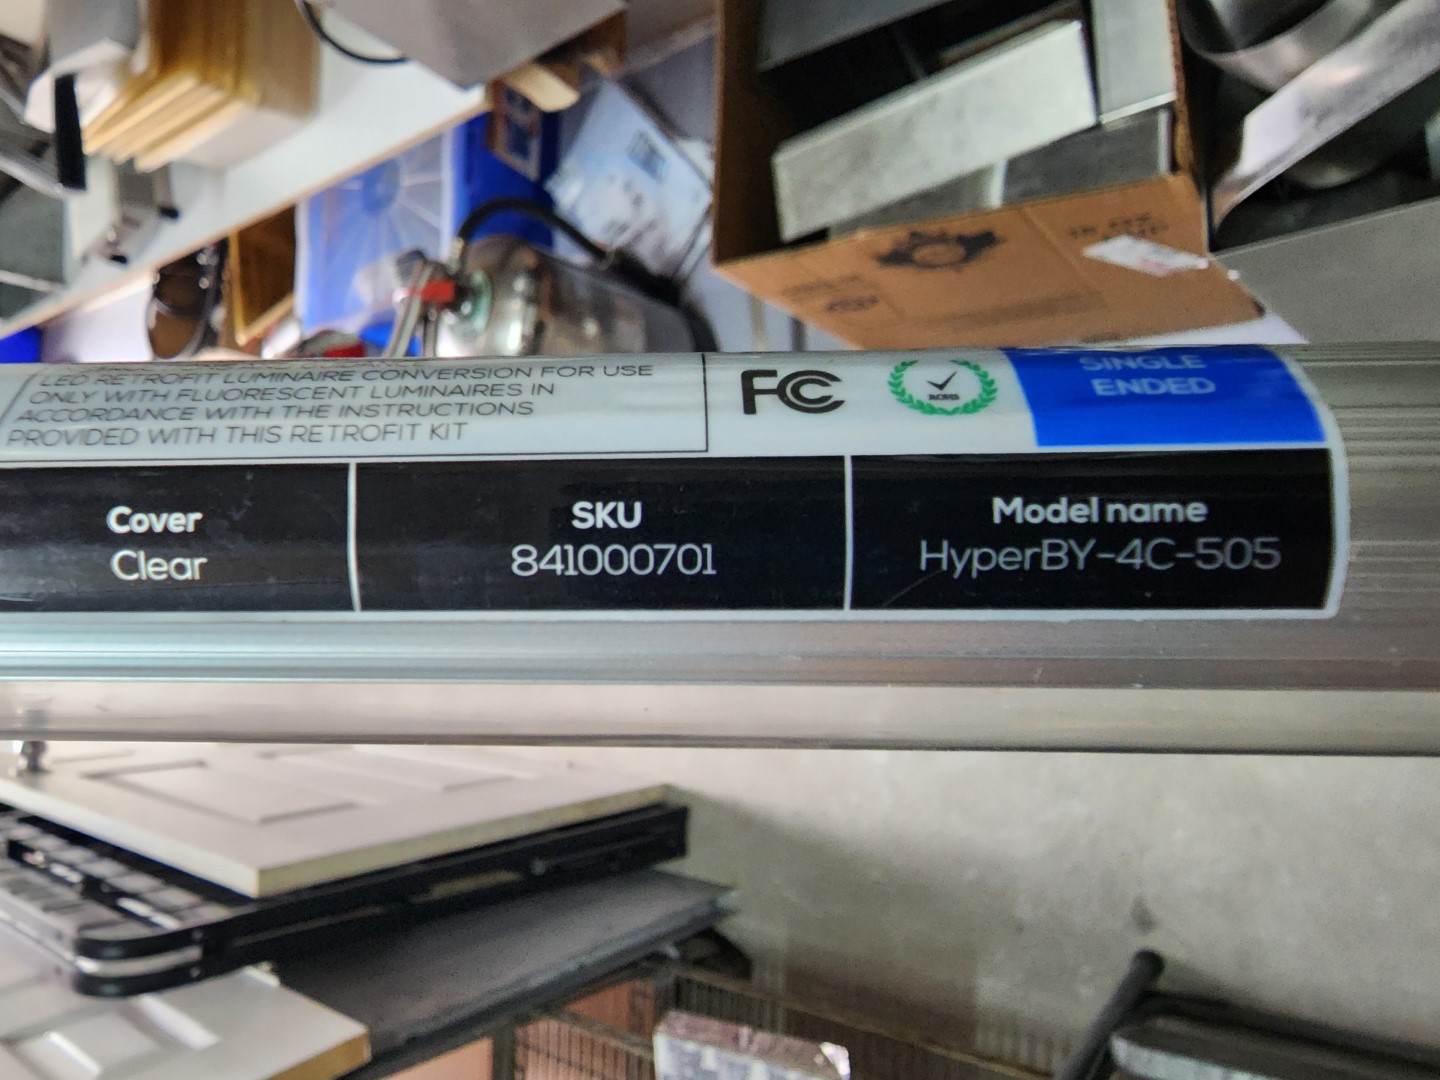 LED RETROFIT LUMINAIRE CONVERSION FOR USE
ONLY WITH FLUORESCENT LUMINAIRES IN
ACCORDANCE WITH THE INSTRUCTIONS
PROVIDED WITH THIS RETROFIT KIT
Cover
Clear
SKU
841000701
FC
SINGLE
ENDED
Model name
HyperBY-4C-505